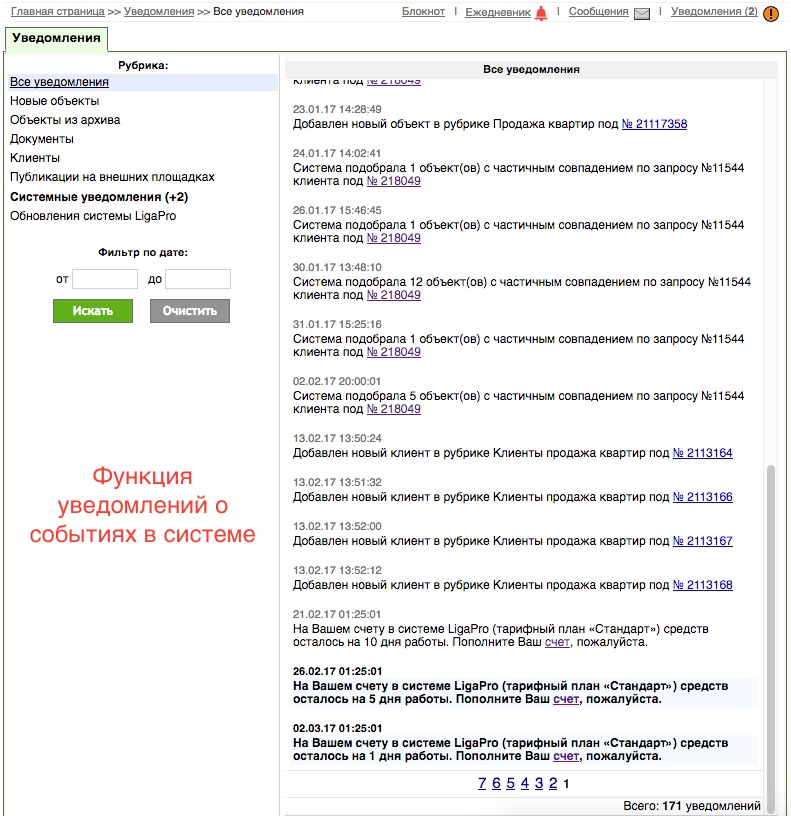 Главная страница >> Уведомления >> Все уведомления
Блокнот | Ежедневник | Сообщения | Уведомления (2)
Уведомления
Рубрика:
Все уведомления
Новые объекты
Объекты из архива
Документы
Клиенты
Публикации на внешних площадках
Системные уведомления (+2)
Обновления системы LigaPro
Фильтр по дате:
от до
Искать Очистить
Функция
уведомлений о
событиях в системе
Все уведомления
клиента под № 218049
23.01.17 14:28:49
Добавлен новый объект в рубрике Продажа квартир под № 21117358
24.01.17 14:02:41
Система подобрала 1 объект(ов) с частичным совпадением по запросу №11544
клиента под № 218049
26.01.17 15:46:45
Система подобрала 1 объект(ов) с частичным совпадением по запросу №11544
клиента под № 218049
30.01.17 13:48:10
Система подобрала 12 объект(ов) с частичным совпадением по запросу №11544
клиента под № 218049
31.01.17 15:25:16
Система подобрала 1 объект(ов) с частичным совпадением по запросу №11544
клиента под № 218049
02.02.17 20:00:01
Система подобрала 5 объект(ов) с частичным совпадением по запросу №11544
клиента под № 218049
13.02.17 13:50:24
Добавлен новый клиент в рубрике Клиенты продажа квартир под № 2113164
13.02.17 13:51:32
Добавлен новый клиент в рубрике Клиенты продажа квартир под № 2113166
13.02.17 13:52:00
Добавлен новый клиент в рубрике Клиенты продажа квартир под № 2113167
13.02.17 13:52:12
Добавлен новый клиент в рубрике Клиенты продажа квартир под № 2113168
21.02.17 01:25:01
На Вашем счету в системе LigaPro (тарифный план «Стандарт») средств
осталось на 10 дня работы. Пополните Ваш счет, пожалуйста.
26.02.17 01:25:01
На Вашем счету в системе LigaPro (тарифный план «Стандарт») средств
осталось на 5 дня работы. Пополните Ваш счет, пожалуйста.
02.03.17 01:25:01
На Вашем счету в системе LigaPro (тарифный план «Стандарт») средств
осталось на 1 дня работы. Пополните Ваш счет, пожалуйста.
7 6 5 4 3 2 1
Всего: 171 уведомлений